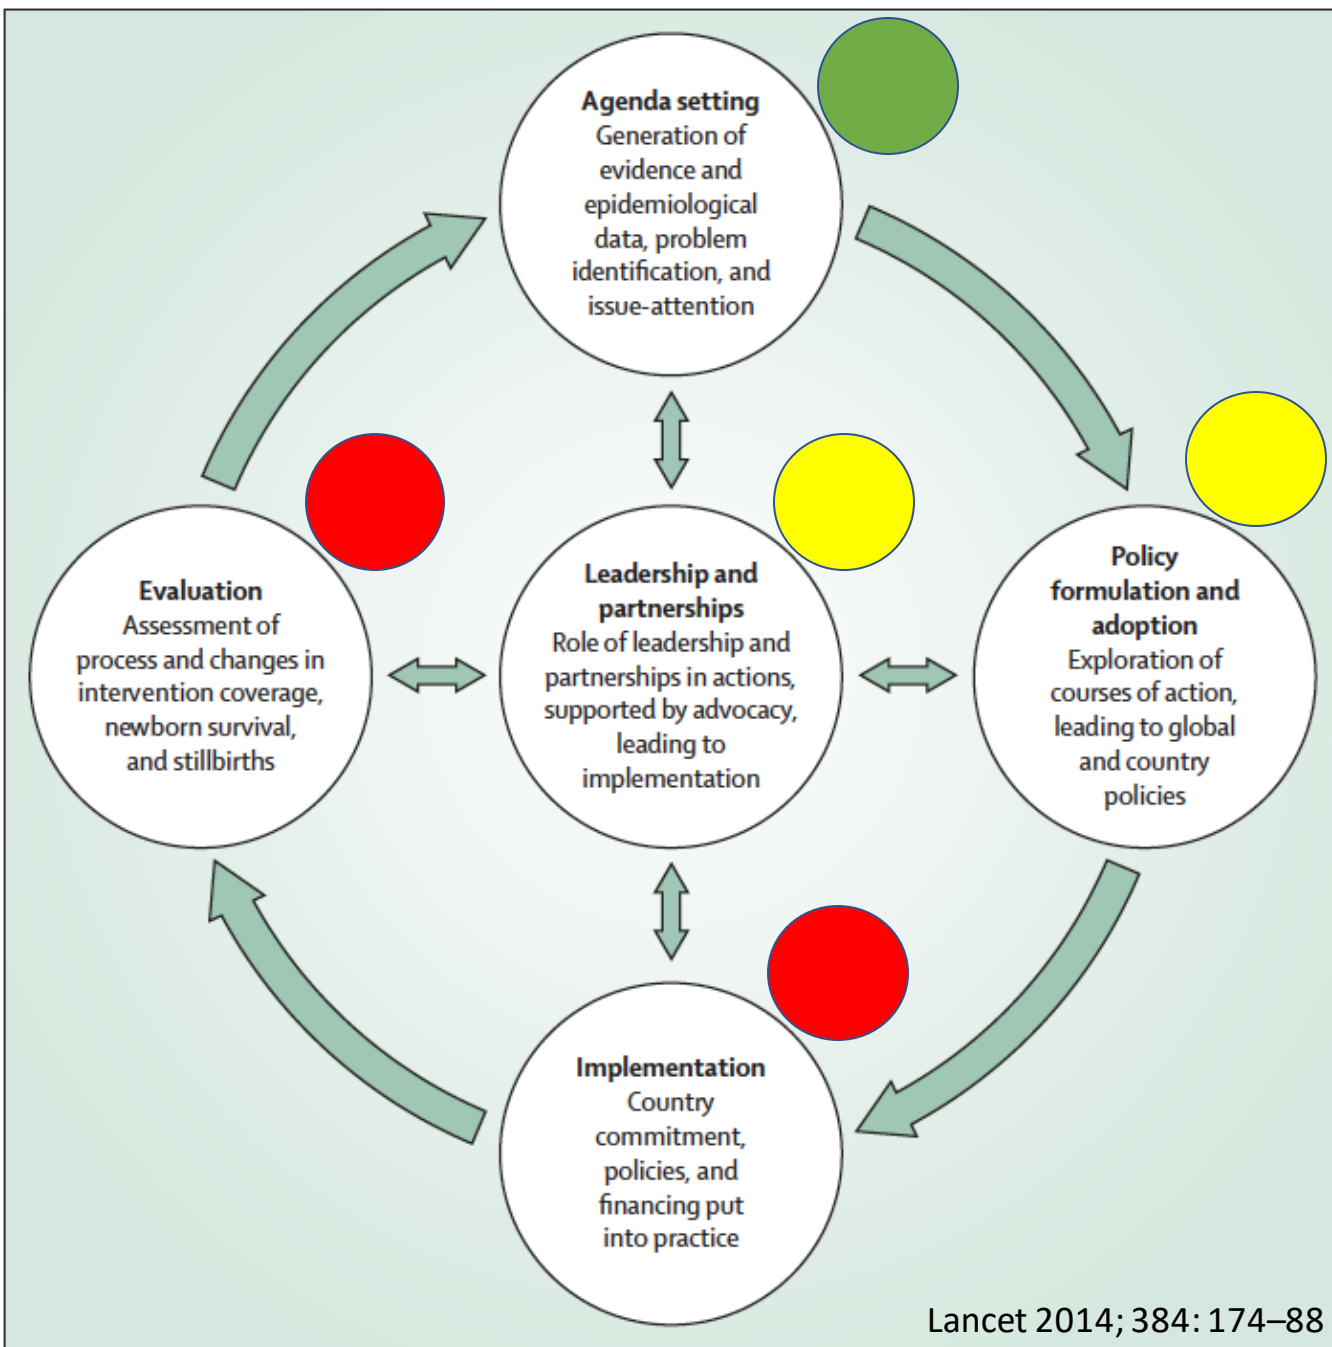 Agenda setting
Generation of
evidence and
epidemiological
data, problem
identification, and
issue-attention
Evaluation
Assessment of
process and changes in
intervention coverage,
newborn survival,
and stillbirths
Leadership and
partnerships
Role of leadership and
partnerships in actions,
supported by advocacy,
leading to
implementation
Policy
formulation and
adoption
Exploration of
courses of action,
leading to global
and country
policies
Implementation
Country
commitment,
policies, and
financing put
into practice
Lancet 2014; 384: 174–88